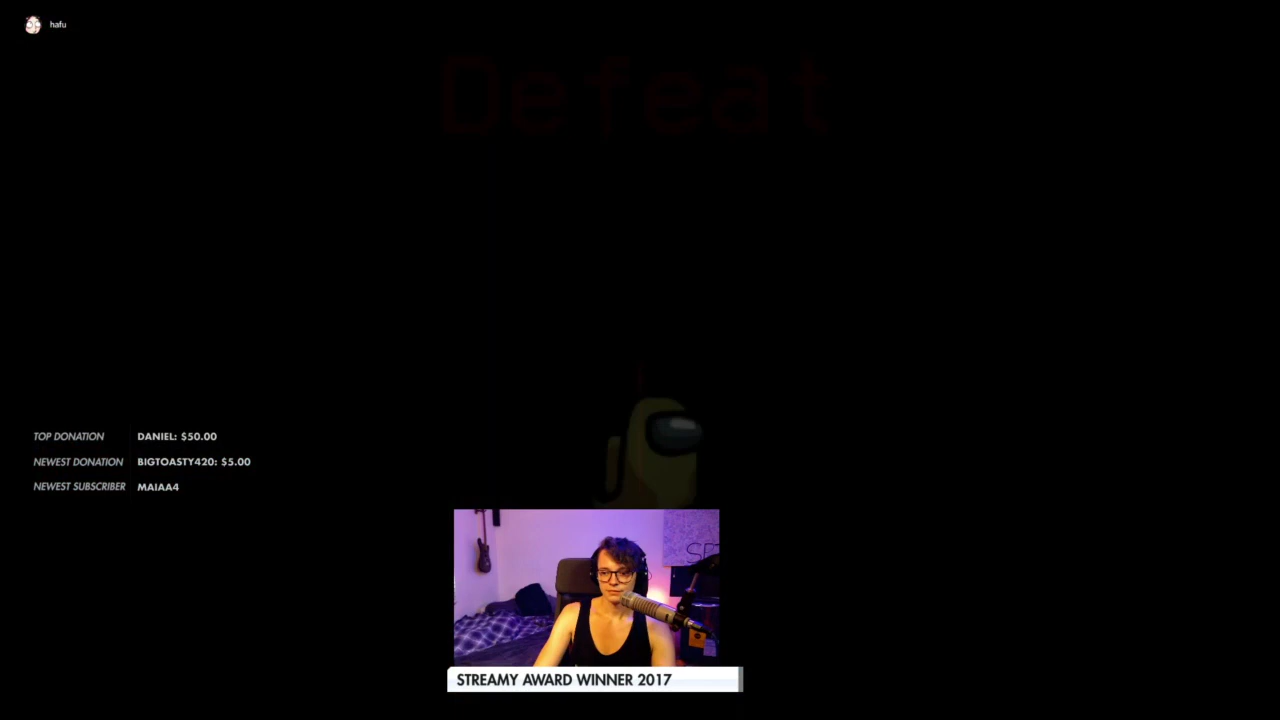 hafu
Defeat
TOP DONATION DANIEL: $50.00
NEWEST DONATION BIGTOASTY420: $5.00
NEWEST SUBSCRIBER MAIAA4
STREAMY AWARD WINNER 2017